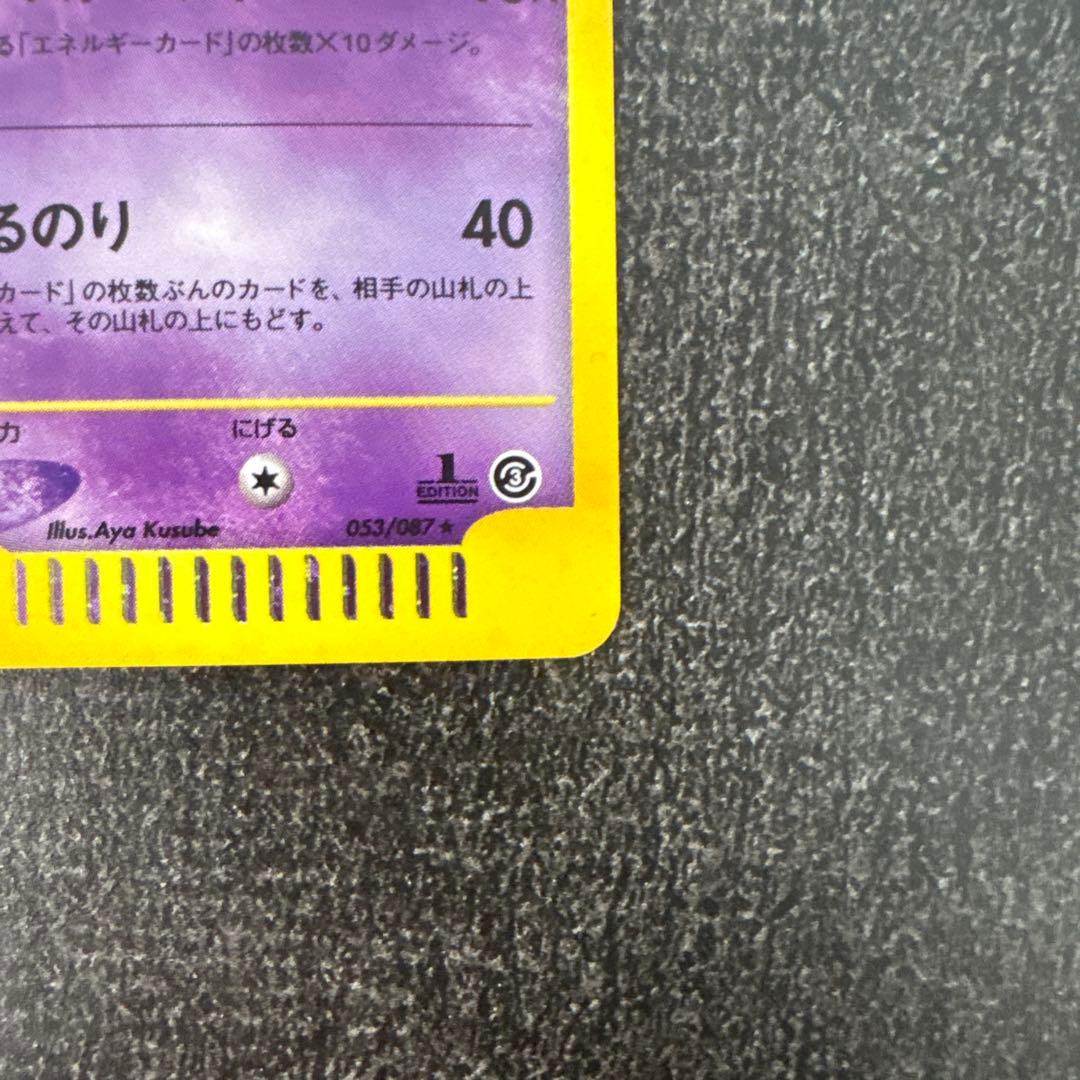 る「エネルギーカード」の枚数×10ダメージ。
るのり 40
カード」の枚数ぶんのカードを、相手の山札の上
えて、その山札の上にもどす。
力 にげる
1 EDITION 3
Illus.Aya Kusube 053/087★